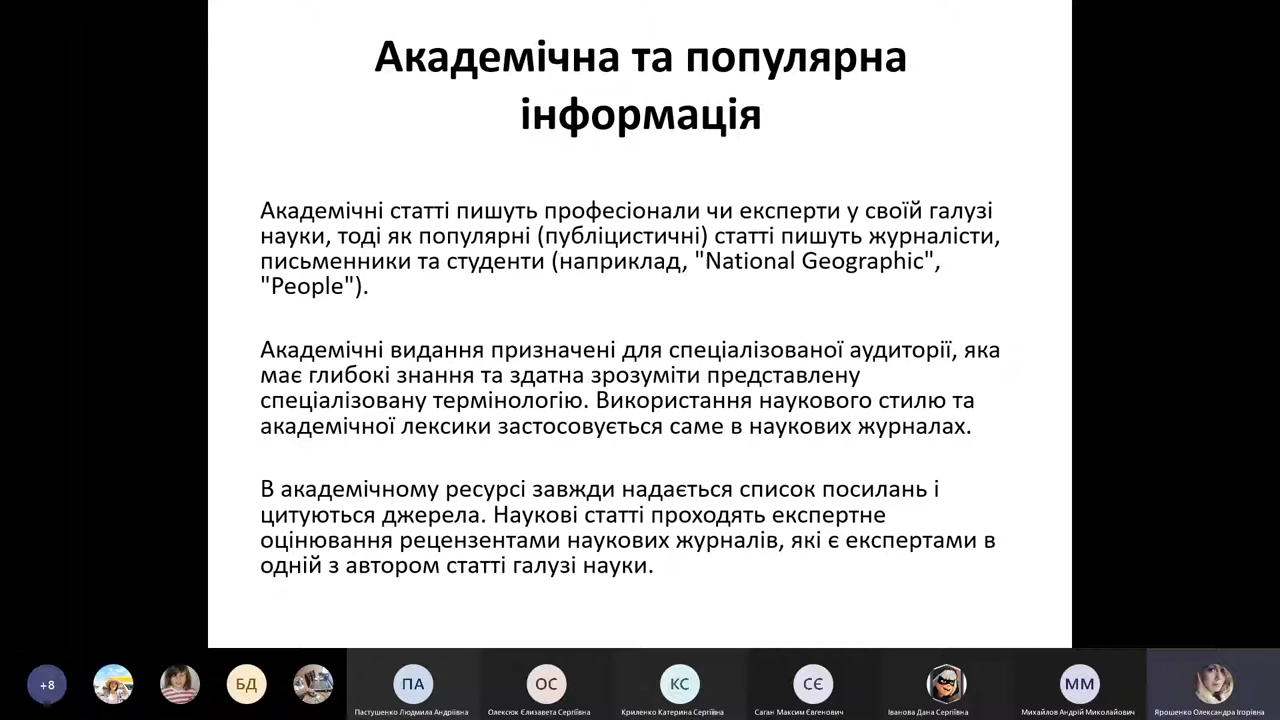 Академічна та популярна
інформація
Академічні статті пишуть професіонали чи експерти у своїй галузі
науки, тоді як популярні (публіцистичні) статті пишуть журналісти,
письменники та студенти (наприклад, "National Geographic",
"People").
Академічні видання призначені для спеціалізованої аудиторії, яка
має глибокі знання та здатна зрозуміти представлену
спеціалізовану термінологію. Використання наукового стилю та
академічної лексики застосовується саме в наукових журналах.
В академічному ресурсі завжди надається список посилань і
цитуються джерела. Наукові статті проходять експертне
оцінювання рецензентами наукових журналів, які є експертами в
одній з автором статті галузі науки.
+8
БД
ПА
ОС
КС
СЄ
ММ
Пастушенко Людмила Андріївна
Олексюк Єлизавета Сергіївна
Криленко Катерина Сергіївна
Саган Максим Євгенович
Іванова Дана Сергіївна
Михайлов Андрій Миколайович
Ярошенко Олександра Ігорівна